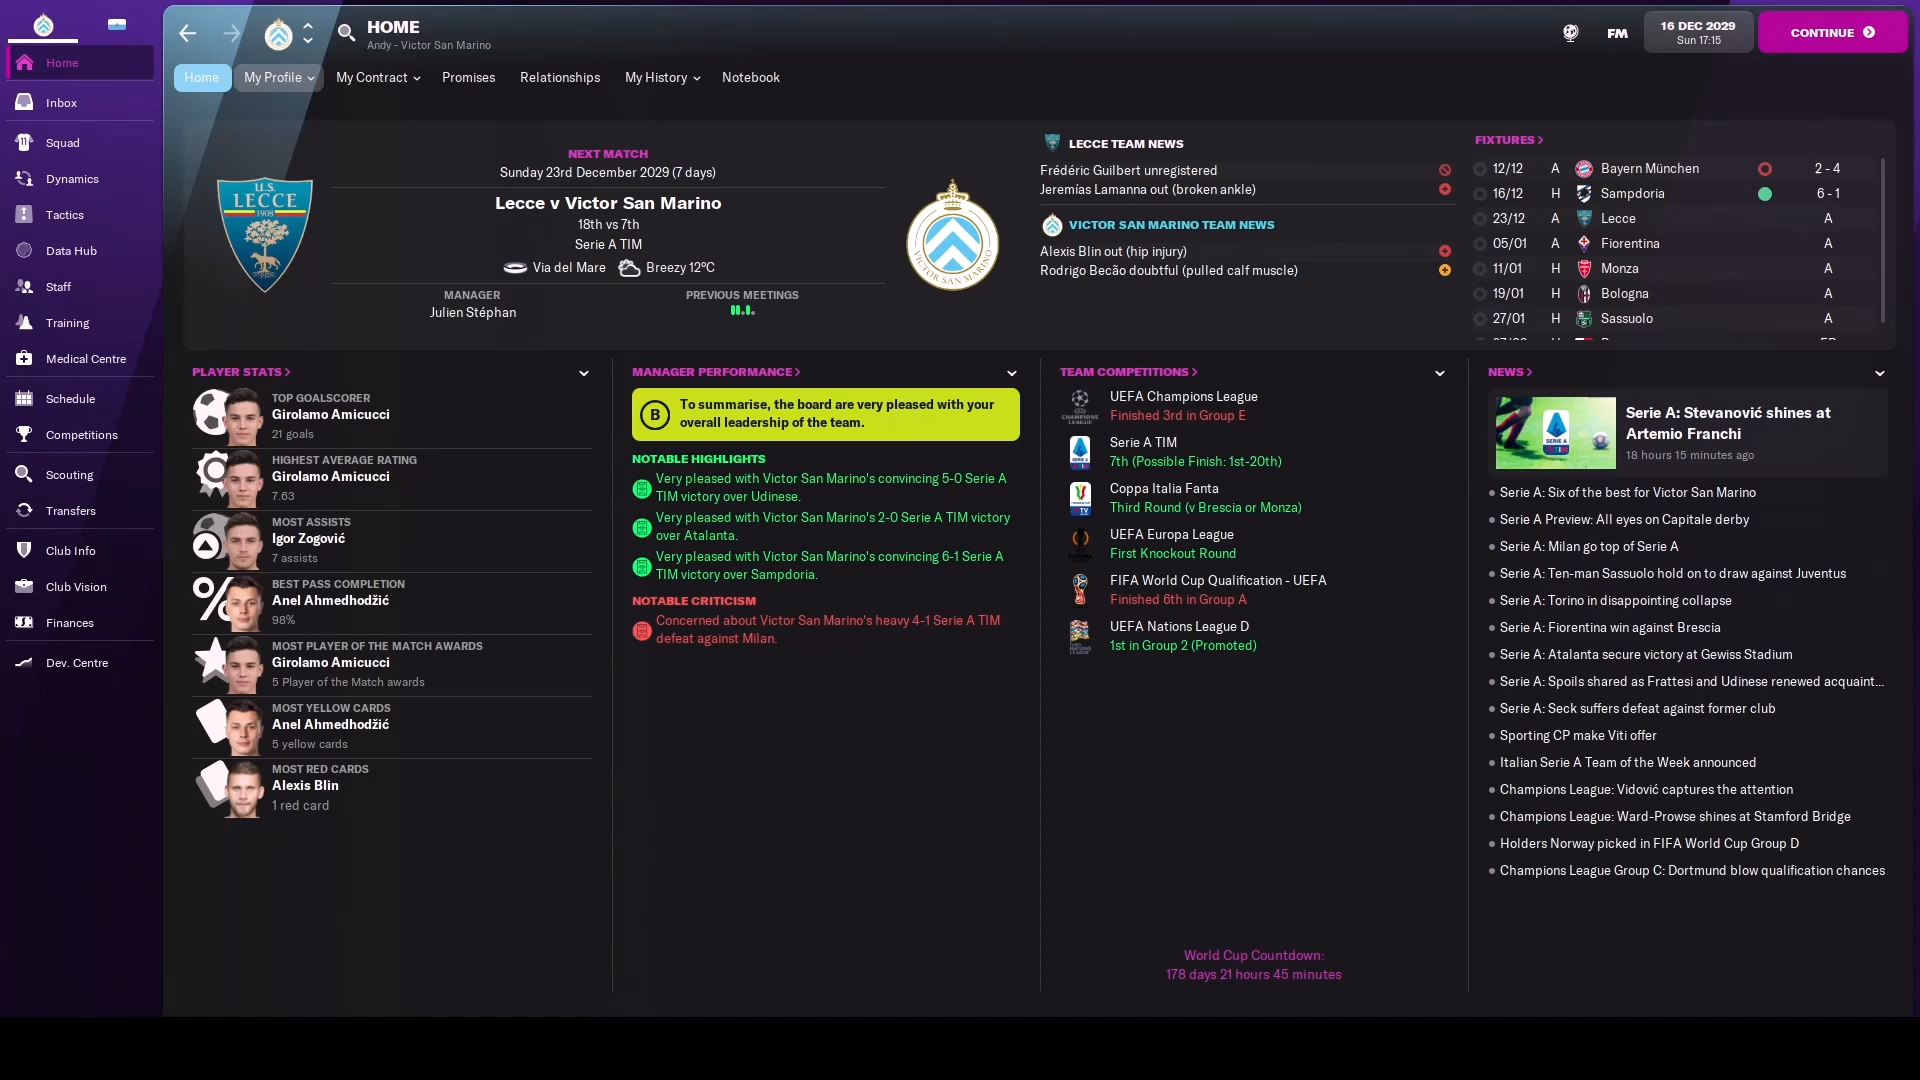 HOME
Andy - Victor San Marino
FM
16 DEC 2029
Sun 17:15
CONTINUE
Home
Inbox
Squad
Dynamics
Tactics
Data Hub
Staff
Training
Medical Centre
Schedule
Competitions
Scouting
Transfers
Club Info
Club Vision
Finances
Dev. Centre
Home
My Profile
My Contract
Promises
Relationships
My History
Notebook
U.S.
LECCE
1908
NEXT MATCH
Sunday 23rd December 2029 (7 days)
Lecce v Victor San Marino
18th vs 7th
Serie A TIM
Via del Mare
Breezy 12ºC
MANAGER
Julien Stéphan
PREVIOUS MEETINGS
VICTOR SAN MARINO
LECCE TEAM NEWS
Frédéric Guilbert unregistered
Jeremías Lamanna out (broken ankle)
VICTOR SAN MARINO TEAM NEWS
Alexis Blin out (hip injury)
Rodrigo Becão doubtful (pulled calf muscle)
FIXTURES
12/12 A Bayern München 2 - 4
16/12 H Sampdoria 6 - 1
23/12 A Lecce A
05/01 A Fiorentina A
11/01 H Monza A
19/01 H Bologna A
27/01 H Sassuolo A
PLAYER STATS
TOP GOALSCORER
Girolamo Amicucci
21 goals
HIGHEST AVERAGE RATING
Girolamo Amicucci
7.63
MOST ASSISTS
Igor Zogović
7 assists
BEST PASS COMPLETION
Anel Ahmedhodžić
98%
MOST PLAYER OF THE MATCH AWARDS
Girolamo Amicucci
5 Player of the Match awards
MOST YELLOW CARDS
Anel Ahmedhodžić
5 yellow cards
MOST RED CARDS
Alexis Blin
1 red card
MANAGER PERFORMANCE
B
To summarise, the board are very pleased with your
overall leadership of the team.
NOTABLE HIGHLIGHTS
Very pleased with Victor San Marino's convincing 5-0 Serie A
TIM victory over Udinese.
Very pleased with Victor San Marino's 2-0 Serie A TIM victory
over Atalanta.
Very pleased with Victor San Marino's convincing 6-1 Serie A
TIM victory over Sampdoria.
NOTABLE CRITICISM
Concerned about Victor San Marino's heavy 4-1 Serie A TIM
defeat against Milan.
TEAM COMPETITIONS
UEFA Champions League
Finished 3rd in Group E
Serie A TIM
7th (Possible Finish: 1st-20th)
Coppa Italia Fanta
Third Round (v Brescia or Monza)
UEFA Europa League
First Knockout Round
FIFA World Cup Qualification - UEFA
Finished 6th in Group A
UEFA Nations League D
1st in Group 2 (Promoted)
World Cup Countdown:
178 days 21 hours 45 minutes
NEWS
Serie A: Stevanović shines at
Artemio Franchi
18 hours 15 minutes ago
Serie A: Six of the best for Victor San Marino
Serie A Preview: All eyes on Capitale derby
Serie A: Milan go top of Serie A
Serie A: Ten-man Sassuolo hold on to draw against Juventus
Serie A: Torino in disappointing collapse
Serie A: Fiorentina win against Brescia
Serie A: Atalanta secure victory at Gewiss Stadium
Serie A: Spoils shared as Frattesi and Udinese renewed acquaint...
Serie A: Seck suffers defeat against former club
Sporting CP make Viti offer
Italian Serie A Team of the Week announced
Champions League: Vidović captures the attention
Champions League: Ward-Prowse shines at Stamford Bridge
Holders Norway picked in FIFA World Cup Group D
Champions League Group C: Dortmund blow qualification chances